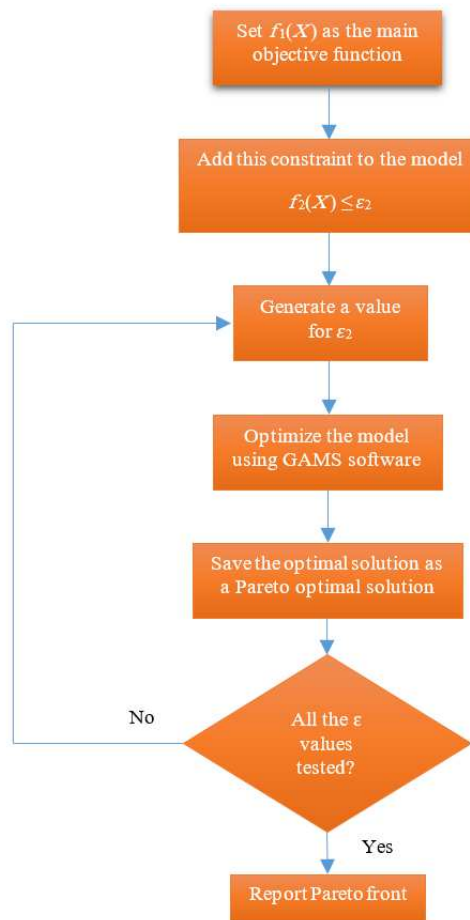 Set f₁(X) as the main
objective function
Add this constraint to the model
f₂(X) ≤ ε₂
Generate a value
for ε₂
Optimize the model
using GAMS software
Save the optimal solution as
a Pareto optimal solution
No
All the ε
values
tested?
Yes
Report Pareto front